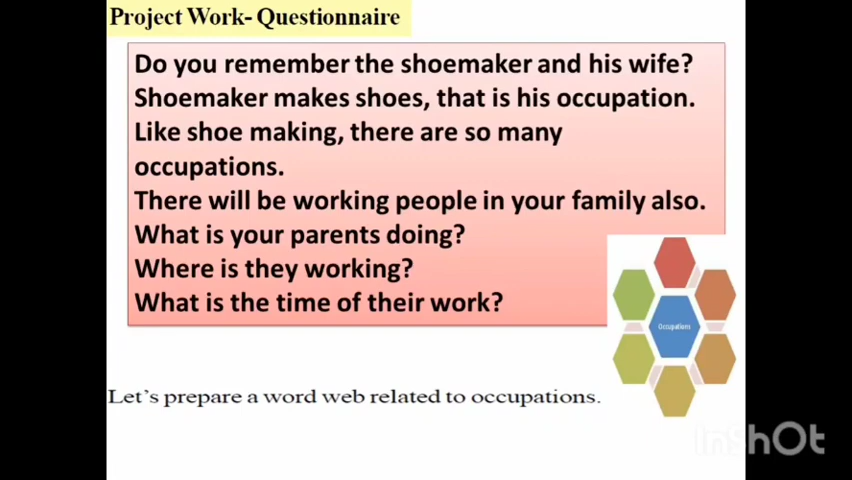 Project Work- Questionnaire
Do you remember the shoemaker and his wife?
Shoemaker makes shoes, that is his occupation.
Like shoe making, there are so many
occupations.
There will be working people in your family also.
What is your parents doing?
Where is they working?
What is the time of their work?
Occupations
Let's prepare a word web related to occupations.
InShOt